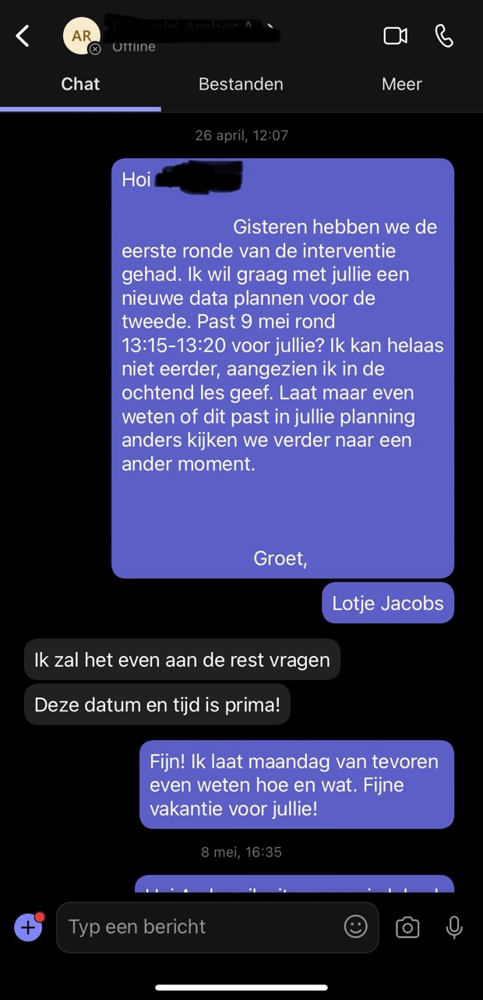 AR
Offline
Chat
Bestanden
Meer
26 april, 12:07
Hoi
Gisteren hebben we de
eerste ronde van de interventie
gehad. Ik wil graag met jullie een
nieuwe data plannen voor de
tweede. Past 9 mei rond
13:15-13:20 voor jullie? Ik kan helaas
niet eerder, aangezien ik in de
ochtend les geef. Laat maar even
weten of dit past in jullie planning
anders kijken we verder naar een
ander moment.
Groet,
Lotje Jacobs
Ik zal het even aan de rest vragen
Deze datum en tijd is prima!
Fijn! Ik laat maandag van tevoren
even weten hoe en wat. Fijne
vakantie voor jullie!
8 mei, 16:35
Typ een bericht